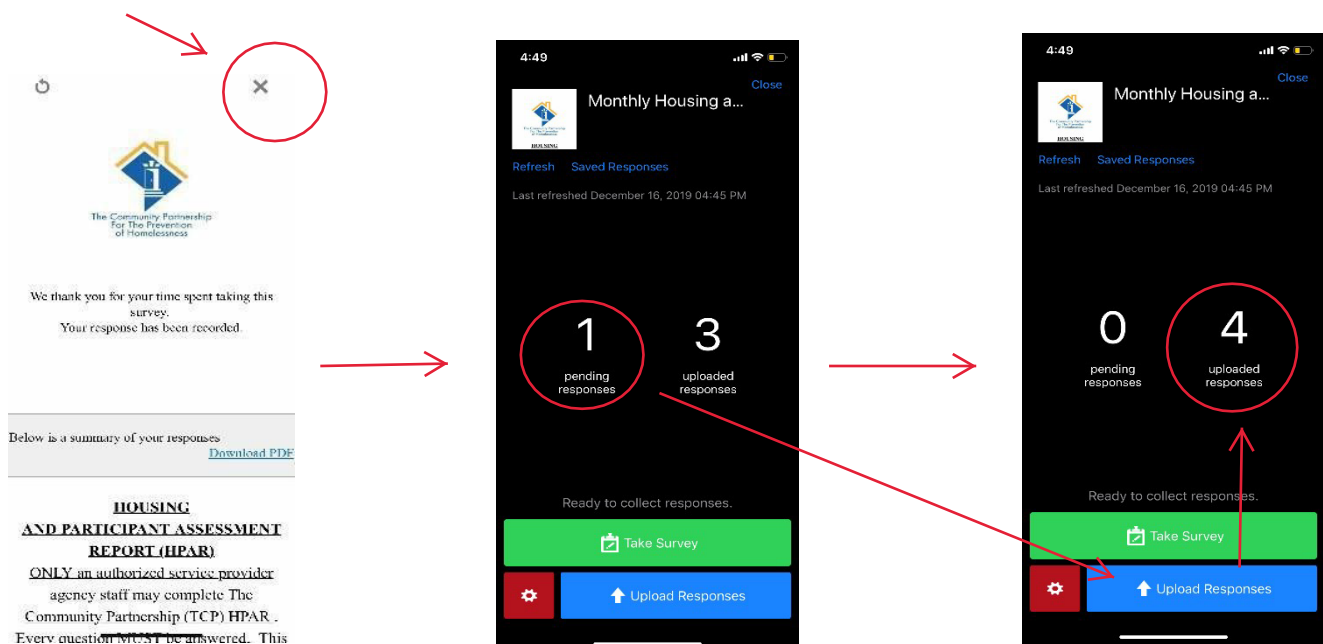 The Community Partnership
For The Prevention
of Homelessness
We thank you for your time spent taking this
survey.
Your response has been recorded.
Below is a summary of your responses
Download PDF
HOUSING
AND PARTICIPANT ASSESSMENT
REPORT (HPAR)
ONLY an authorized service provider
agency staff may complete The
Community Partnership (TCP) HPAR .
Every question MUST be answered. This
4:49
Close
Monthly Housing a...
HOUSING
Refresh Saved Responses
Last refreshed December 16, 2019 04:45 PM
1
pending
responses
3
uploaded
responses
Ready to collect responses.
Take Survey
Upload Responses
4:49
Close
Monthly Housing a...
HOUSING
Refresh Saved Responses
Last refreshed December 16, 2019 04:45 PM
0
pending
responses
4
uploaded
responses
Ready to collect responses.
Take Survey
Upload Responses